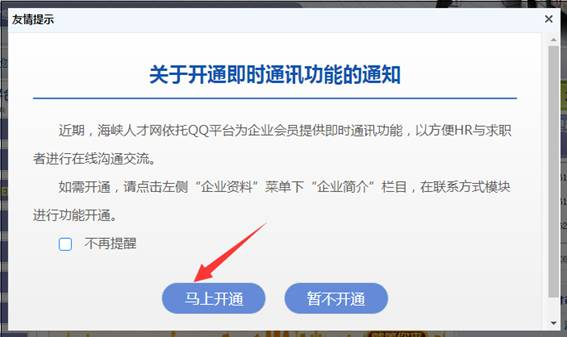 友情提示
关于开通即时通讯功能的通知
近期，海峡人才网依托QQ平台为企业会员提供即时通讯功能，以方便HR与求职
者进行在线沟通交流。
如需开通，请点击左侧“企业资料”菜单下“企业简介”栏目，在联系方式模块
进行功能开通。
不再提醒
马上开通
暂不开通